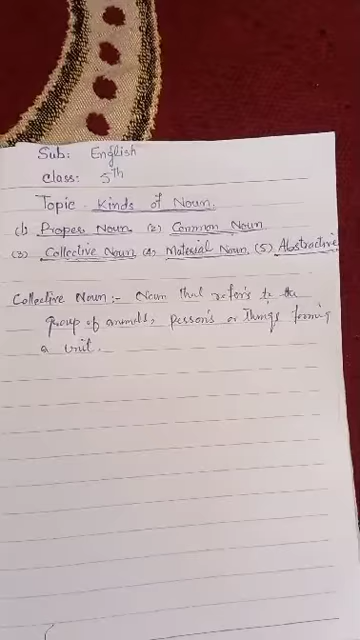 Sub: English
Class: 5th
Topic - Kinds of Noun.
(1) Proper Noun (2) Common Noun
(3) Collective Noun (4) Material Noun. (5) Abstractive
Collective Noun :- Noun that refers to the
group of animals, person's or Things forming
a unit.